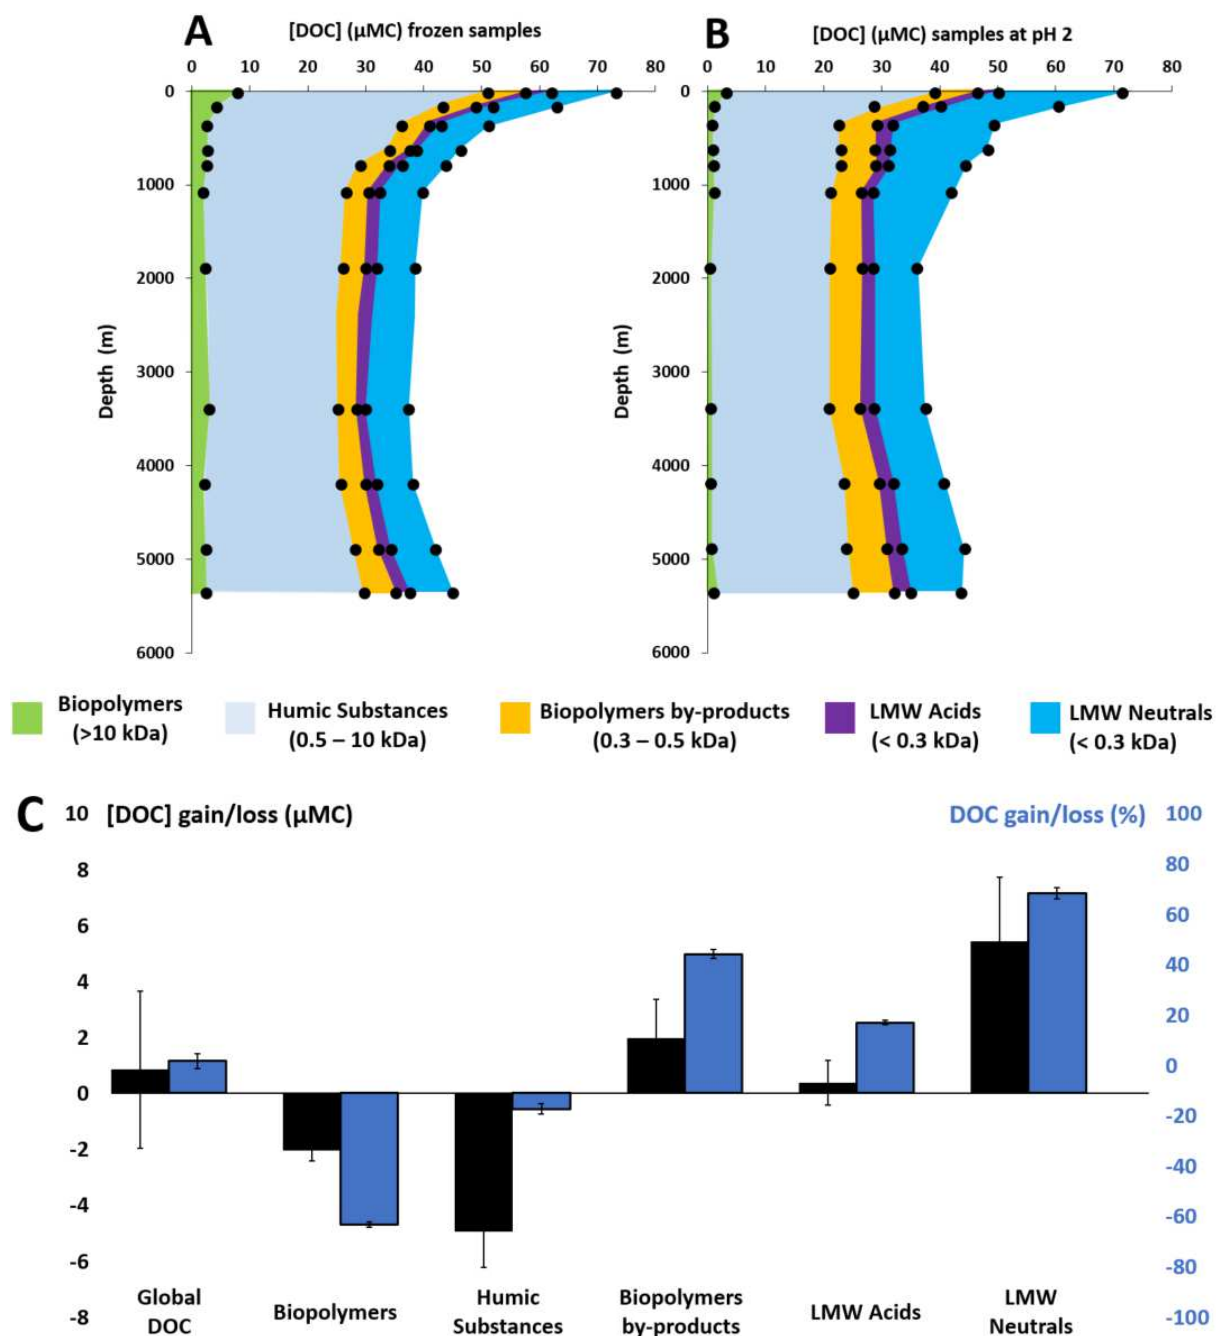 A
[DOC] (µMC) frozen samples
0 10 20 30 40 50 60 70 80
0
1000
2000
3000
4000
5000
6000
Depth (m)
B
[DOC] (µMC) samples at pH 2
0 10 20 30 40 50 60 70 80
0
1000
2000
3000
4000
5000
6000
Depth (m)
Biopolymers
(>10 kDa)
Humic Substances
(0.5 – 10 kDa)
Biopolymers by-products
(0.3 – 0.5 kDa)
LMW Acids
(< 0.3 kDa)
LMW Neutrals
(< 0.3 kDa)
C
[DOC] gain/loss (µMC)
DOC gain/loss (%)
10
8
6
4
2
0
-2
-4
-6
-8
100
80
60
40
20
0
-20
-40
-60
-80
-100
Global
DOC
Biopolymers
Humic
Substances
Biopolymers
by-products
LMW Acids
LMW
Neutrals